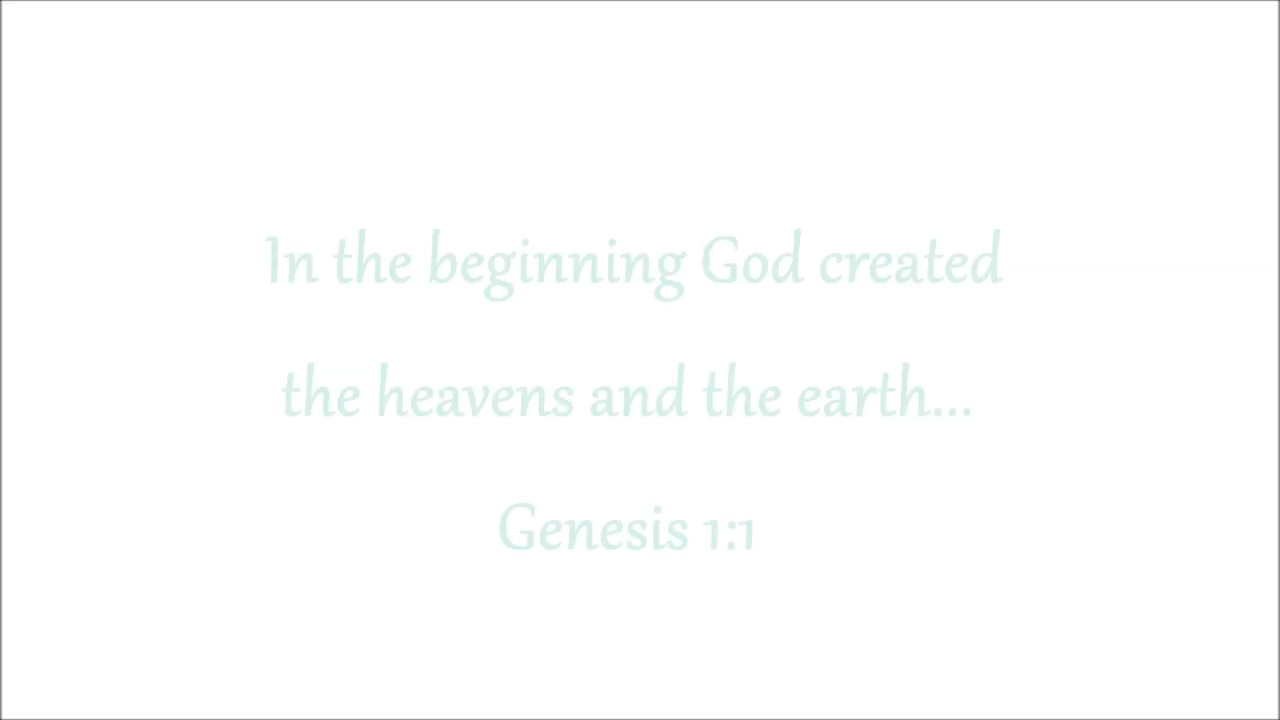 In the beginning God created
the heavens and the earth...
Genesis 1:1